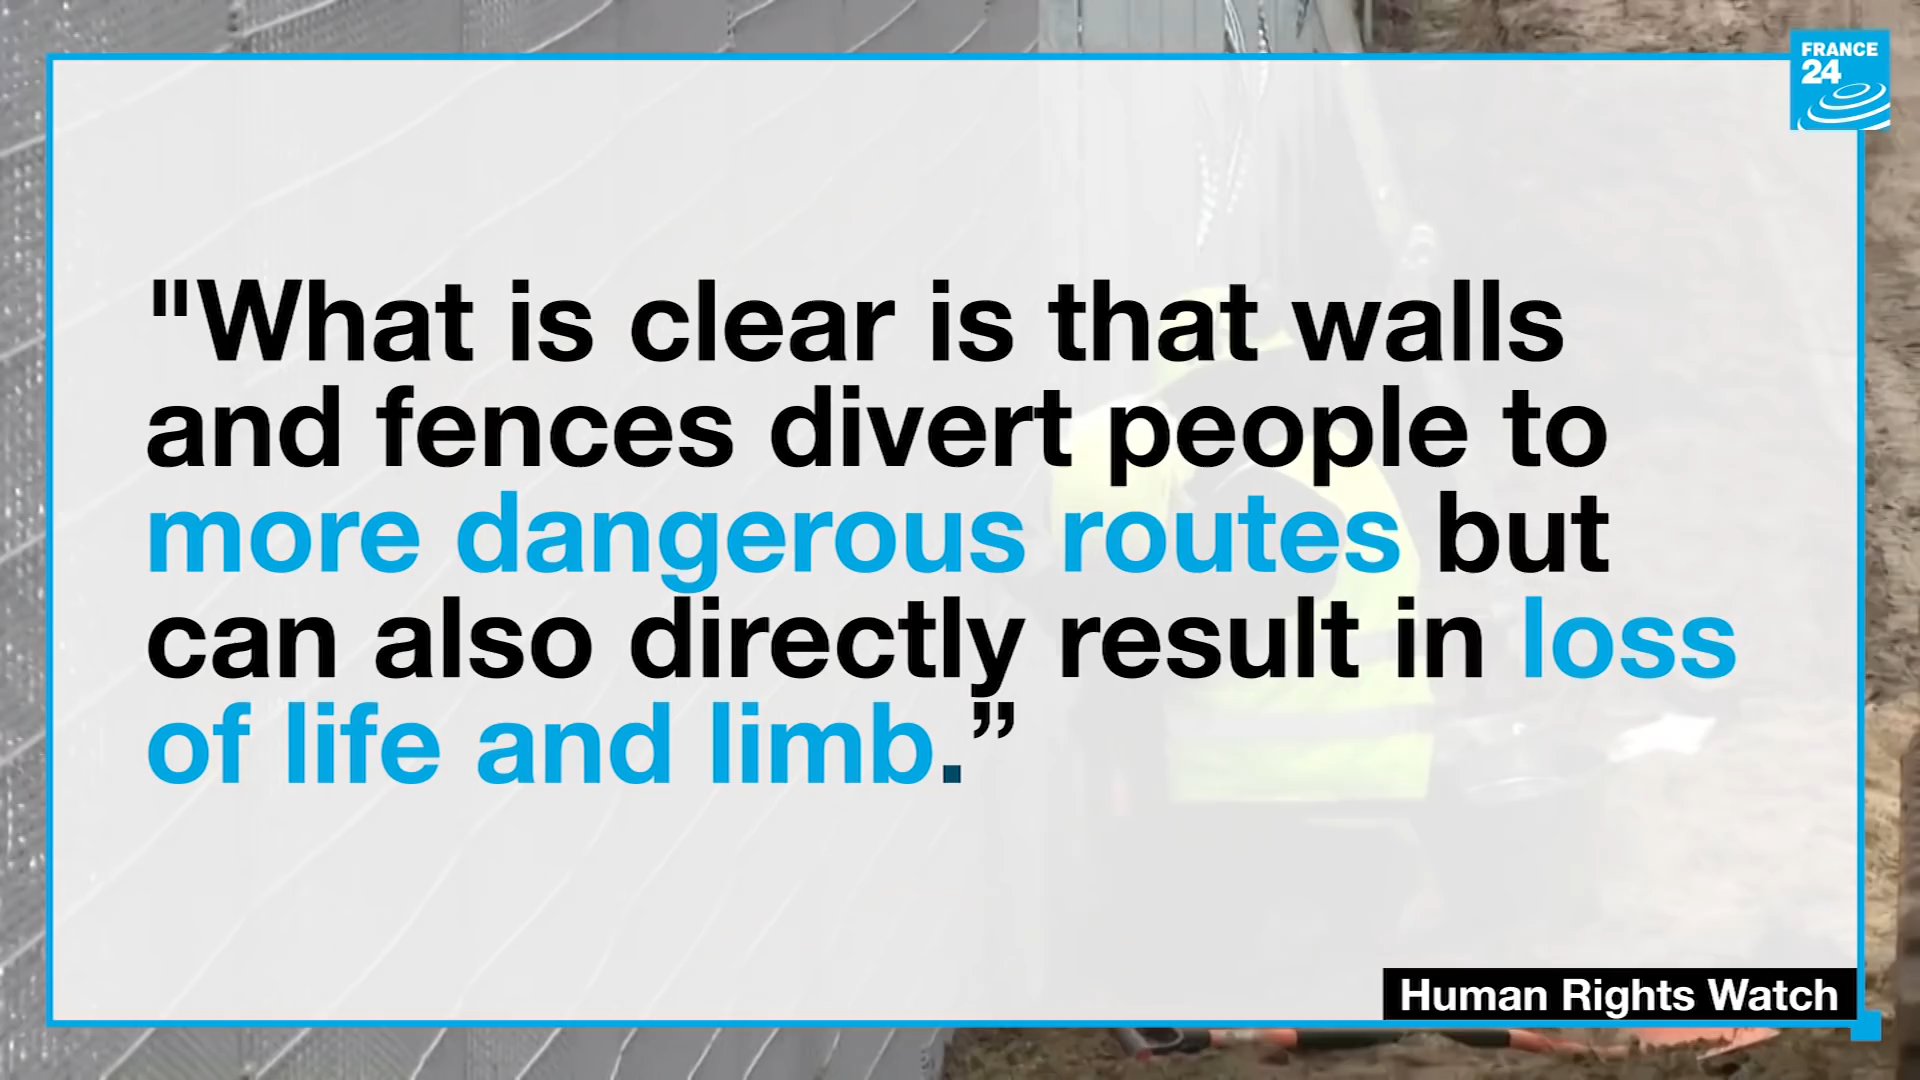 FRANCE
24
"What is clear is that walls
and fences divert people to
more dangerous routes but
can also directly result in loss
of life and limb.”
Human Rights Watch